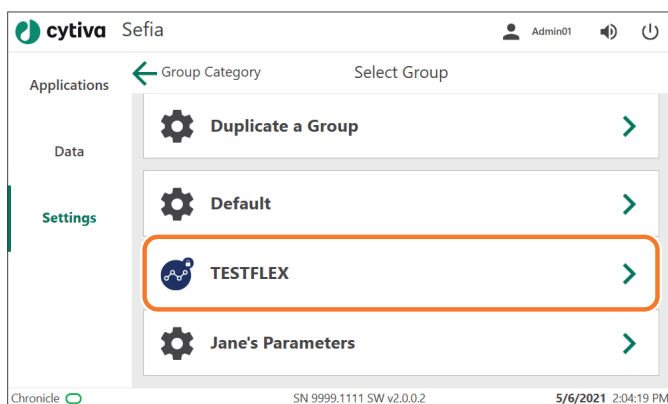 cytiva Sefia Admin01
Applications
Group Category Select Group
Duplicate a Group
Data
Default
Settings
TESTFLEX
Jane's Parameters
Chronicle SN 9999.1111 SW v2.0.0.2 5/6/2021 2:04:19 PM